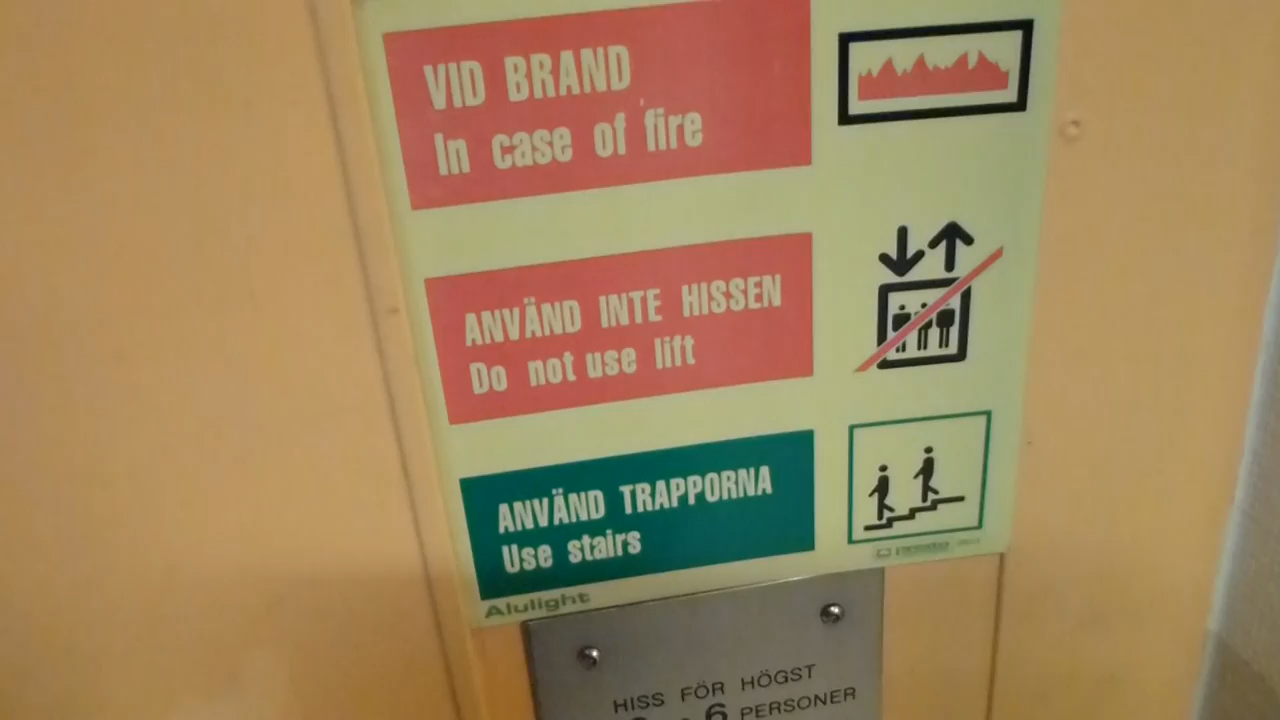 VID BRAND
In case of fire
ANVÄND INTE HISSEN
Do not use lift
ANVÄND TRAPPORNA
Use stairs
Alulight
HISS FÖR HÖGST
6 PERSONER